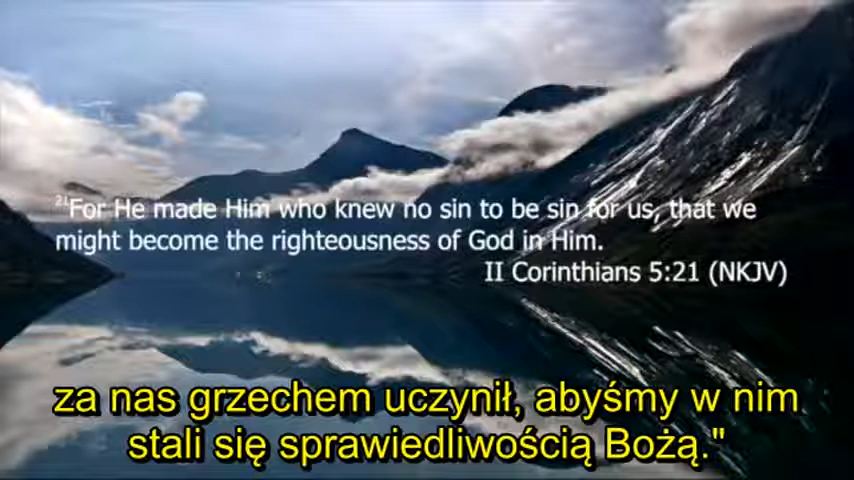 21For He made Him who knew no sin to be sin for us, that we
might become the righteousness of God in Him.
II Corinthians 5:21 (NKJV)
za nas grzechem uczynił, abyśmy w nim
stali się sprawiedliwością Bożą."